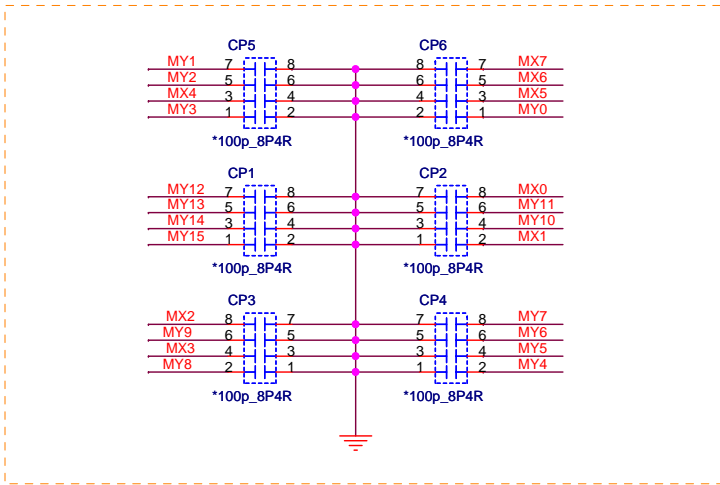 CP5 CP6
MY1 7 8 8 7 MX7
MY2 5 6 6 5 MX6
MX4 3 4 4 3 MX5
MY3 1 2 2 1 MY0
*100p_8P4R *100p_8P4R
CP1 CP2
MY12 7 8 7 8 MX0
MY13 5 6 5 6 MY11
MY14 3 4 3 4 MY10
MY15 1 2 1 2 MX1
*100p_8P4R *100p_8P4R
CP3 CP4
MX2 8 7 7 8 MY7
MY9 6 5 5 6 MY6
MX3 4 3 3 4 MY5
MY8 2 1 1 2 MY4
*100p_8P4R *100p_8P4R